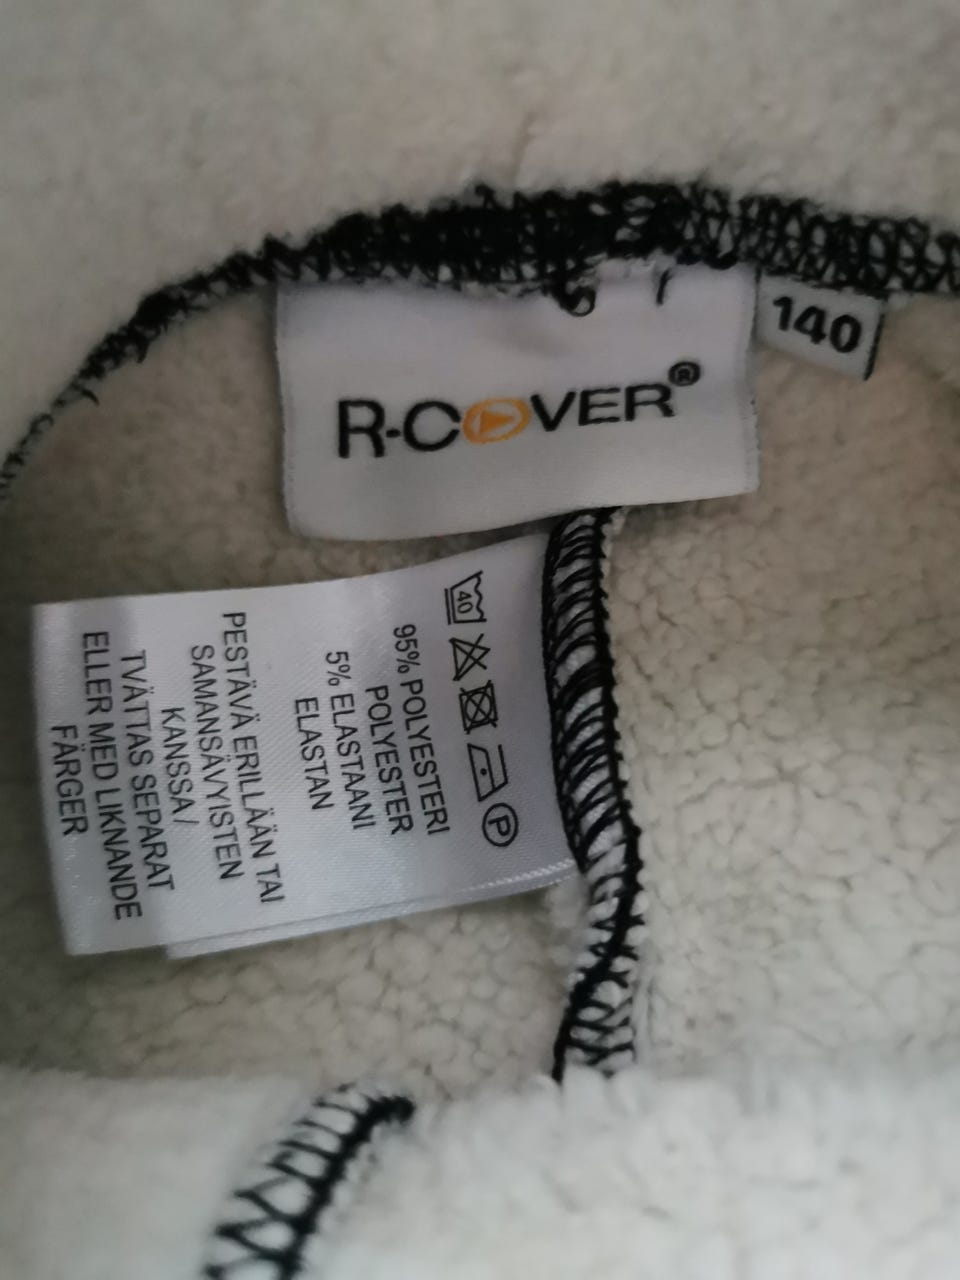 R-COVER®
140
40
P
95% POLYESTERI
POLYESTER
5% ELASTAANI
ELASTAN
PESTÄVÄ ERILLÄÄN TAI
SAMANSÄVYISTEN
KANSSA/
TVÄTTAS SEPARAT
ELLER MED LIKNANDE
FÄRGER